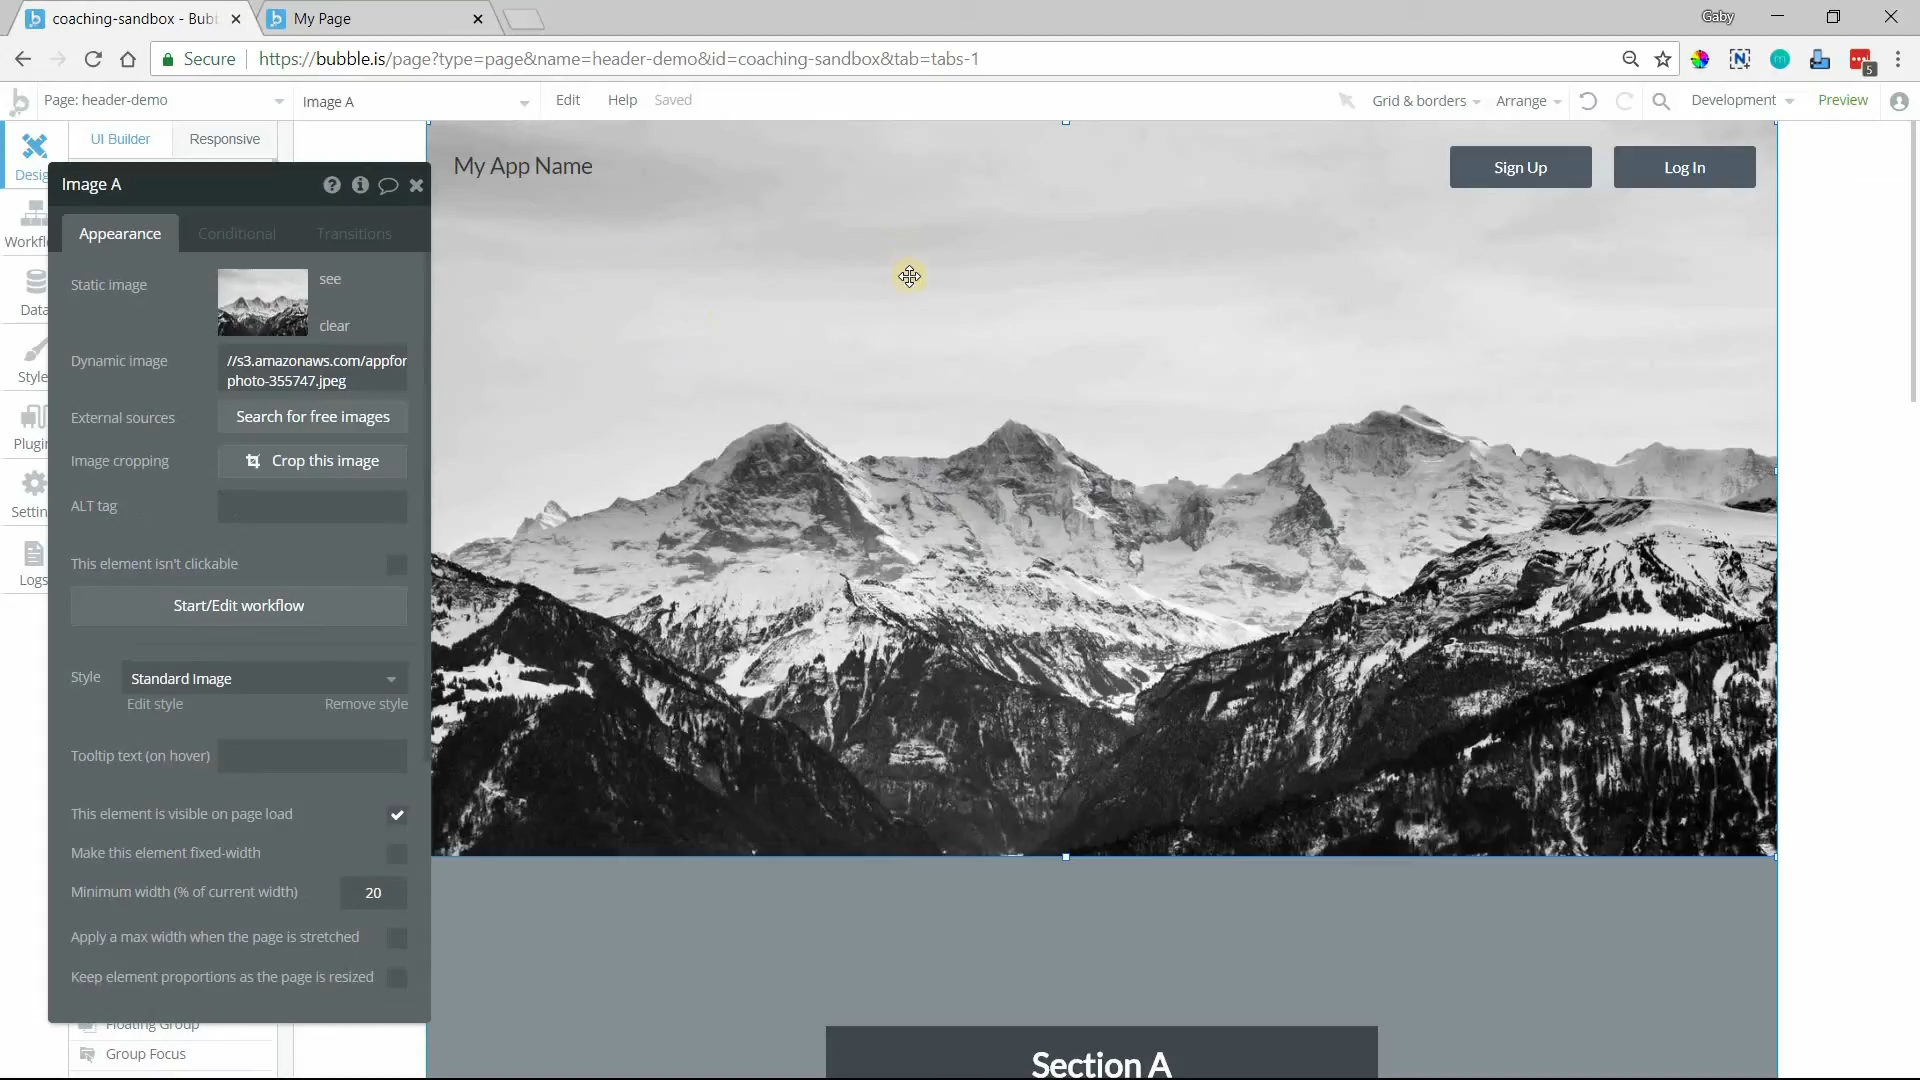 coaching-sandbox - Bubb
My Page
Gaby
Secure
https://bubble.is/page?type=page&name=header-demo&id=coaching-sandbox&tab=tabs-1
5
Page: header-demo
Image A
Edit
Help
Saved
Grid & borders
Arrange
Development
Preview
UI Builder
Responsive
Desig
Workfl
Data
Style
Plugin
Settin
Logs
Image A
Appearance
Conditional
Transitions
Static image
see
clear
Dynamic image
//s3.amazonaws.com/appfor
photo-355747.jpeg
External sources
Search for free images
Image cropping
Crop this image
ALT tag
This element isn't clickable
Start/Edit workflow
Style
Standard Image
Edit style
Remove style
Tooltip text (on hover)
This element is visible on page load
Make this element fixed-width
Minimum width (% of current width)
20
Apply a max width when the page is stretched
Keep element proportions as the page is resized
Floating Group
Group Focus
My App Name
Sign Up
Log In
Section A